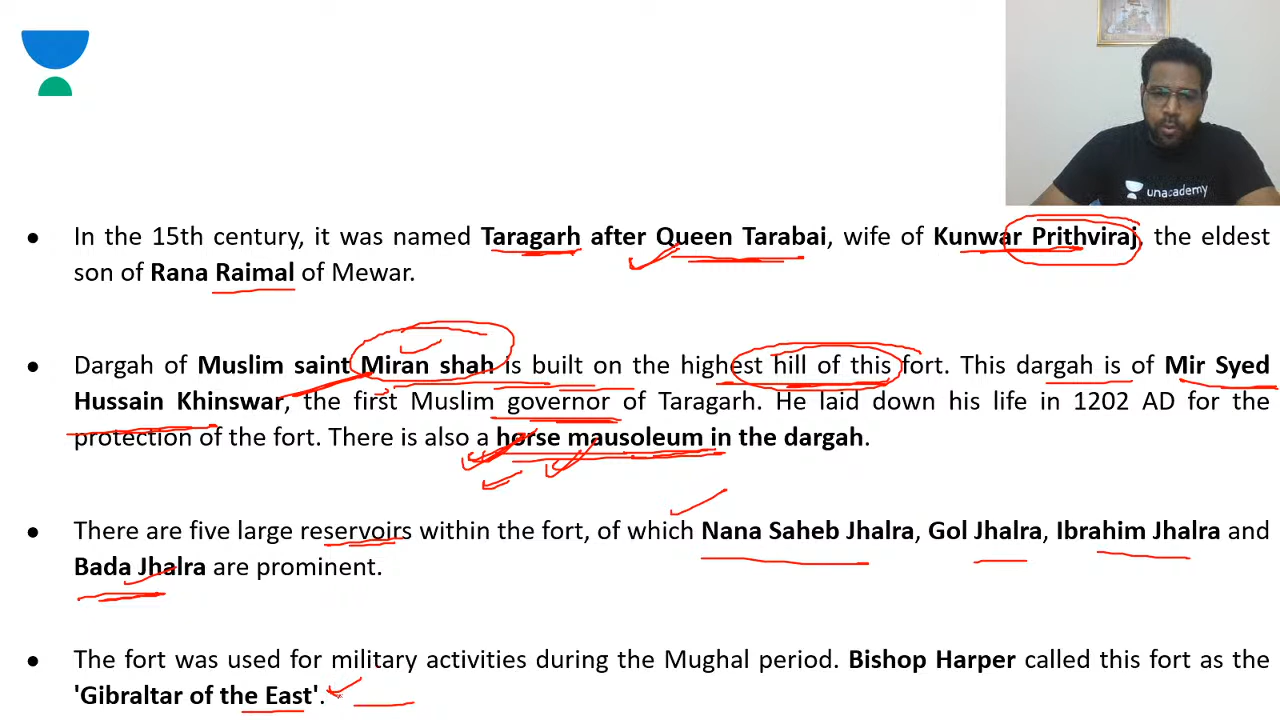 unacademy
● In the 15th century, it was named Taragarh after Queen Tarabai, wife of Kunwar Prithviraj, the eldest
son of Rana Raimal of Mewar.
● Dargah of Muslim saint Miran shah is built on the highest hill of this fort. This dargah is of Mir Syed
Hussain Khinswar, the first Muslim governor of Taragarh. He laid down his life in 1202 AD for the
protection of the fort. There is also a horse mausoleum in the dargah.
● There are five large reservoirs within the fort, of which Nana Saheb Jhalra, Gol Jhalra, Ibrahim Jhalra and
Bada Jhalra are prominent.
● The fort was used for military activities during the Mughal period. Bishop Harper called this fort as the
'Gibraltar of the East'.